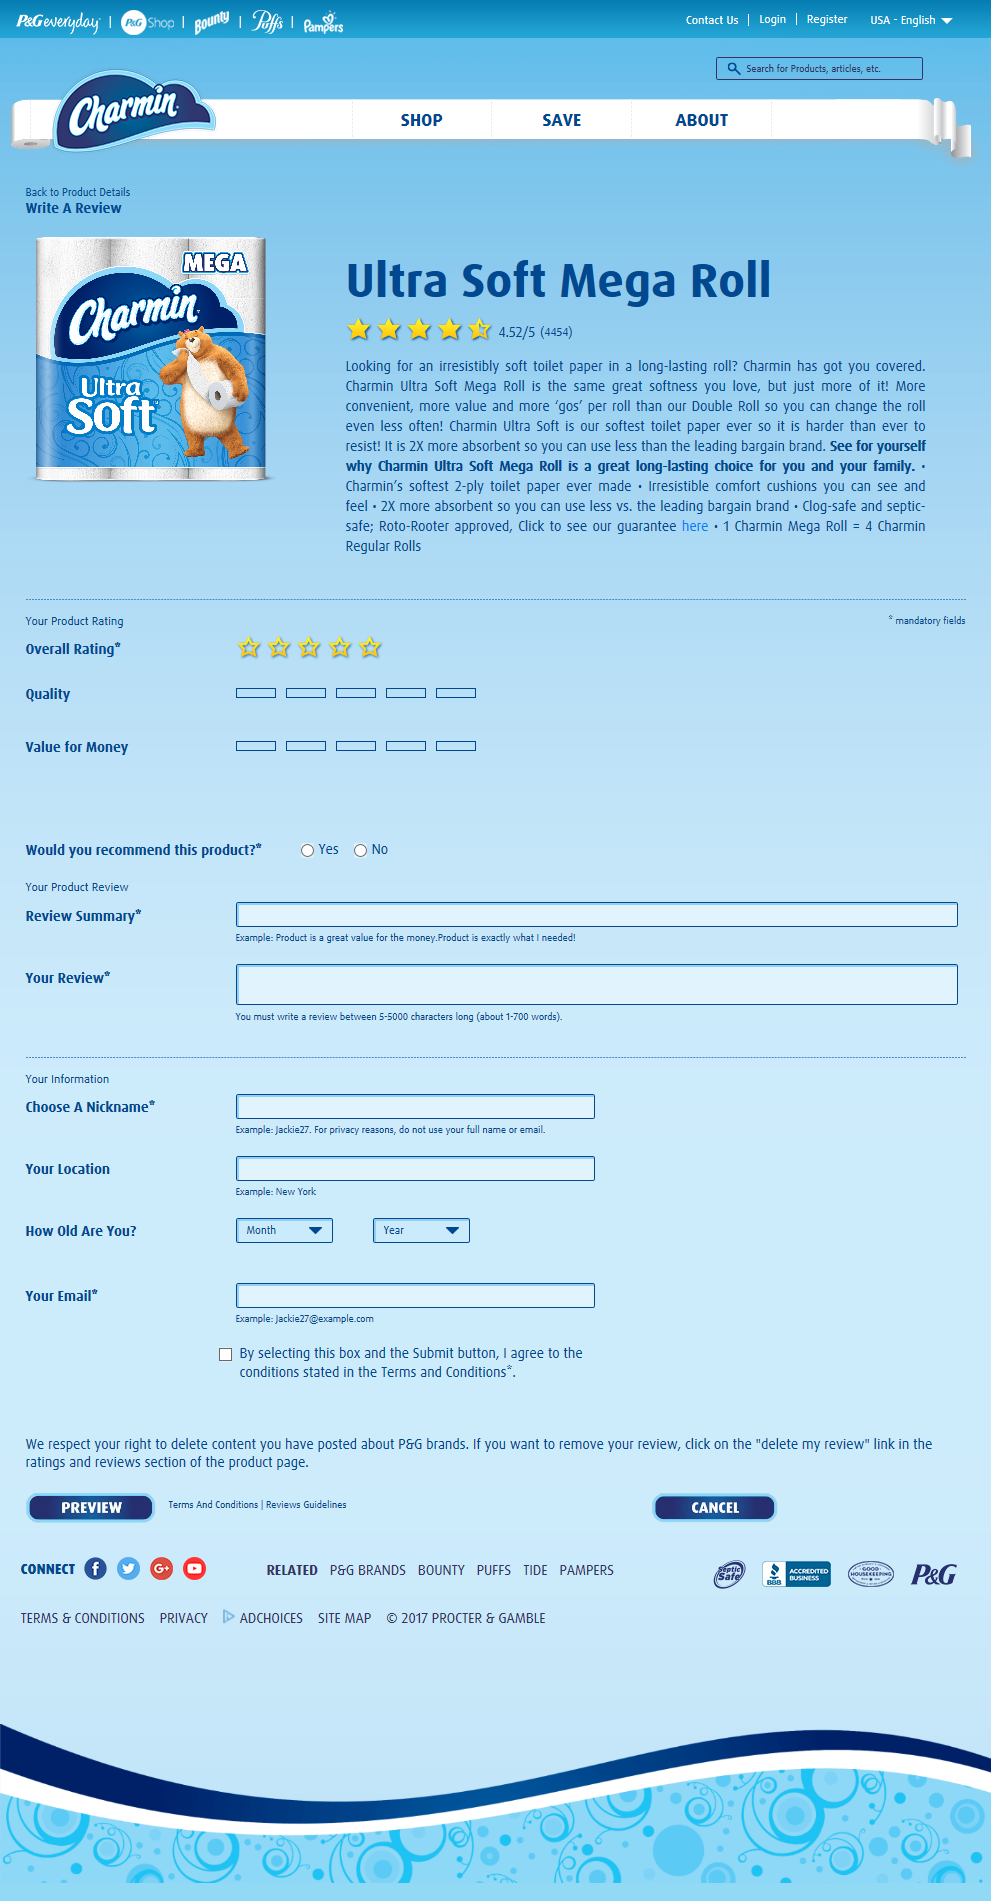 P&G everyday | P&G Shop | Bounty | Puffs | Pampers
Contact Us | Login | Register USA - English
Search for Products, articles, etc.
Charmin
SHOP SAVE ABOUT
Back to Product Details
Write A Review
MEGA
Charmin
Ultra
Soft
Ultra Soft Mega Roll
4.52/5 (4454)
Looking for an irresistibly soft toilet paper in a long-lasting roll? Charmin has got you covered.
Charmin Ultra Soft Mega Roll is the same great softness you love, but just more of it! More
convenient, more value and more ‘gos’ per roll than our Double Roll so you can change the roll
even less often! Charmin Ultra Soft is our softest toilet paper ever so it is harder than ever to
resist! It is 2X more absorbent so you can use less than the leading bargain brand. See for yourself
why Charmin Ultra Soft Mega Roll is a great long-lasting choice for you and your family. •
Charmin’s softest 2-ply toilet paper ever made • Irresistible comfort cushions you can see and
feel • 2X more absorbent so you can use less vs. the leading bargain brand • Clog-safe and septic-
safe; Roto-Rooter approved, Click to see our guarantee here • 1 Charmin Mega Roll = 4 Charmin
Regular Rolls
Your Product Rating
* mandatory fields
Overall Rating*
Quality
Value for Money
Would you recommend this product?* Yes No
Your Product Review
Review Summary*
Example: Product is a great value for the money.Product is exactly what I needed!
Your Review*
You must write a review between 5-5000 characters long (about 1-700 words).
Your Information
Choose A Nickname*
Example: Jackie27. For privacy reasons, do not use your full name or email.
Your Location
Example: New York
How Old Are You? Month Year
Your Email*
Example: Jackie27@example.com
By selecting this box and the Submit button, I agree to the
conditions stated in the Terms and Conditions*.
We respect your right to delete content you have posted about P&G brands. If you want to remove your review, click on the "delete my review" link in the
ratings and reviews section of the product page.
PREVIEW Terms And Conditions | Reviews Guidelines CANCEL
CONNECT f G+ RELATED P&G BRANDS BOUNTY PUFFS TIDE PAMPERS Septic Safe BBB ACCREDITED BUSINESS GOOD HOUSEKEEPING P&G
TERMS & CONDITIONS PRIVACY ADCHOICES SITE MAP © 2017 PROCTER & GAMBLE